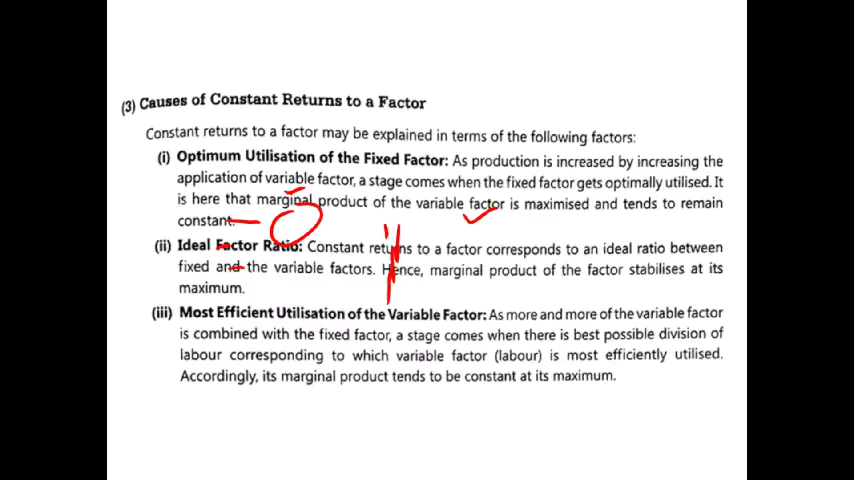 (3) Causes of Constant Returns to a Factor
Constant returns to a factor may be explained in terms of the following factors:
(i) Optimum Utilisation of the Fixed Factor: As production is increased by increasing the
application of variable factor, a stage comes when the fixed factor gets optimally utilised. It
is here that marginal product of the variable factor is maximised and tends to remain
constant.
(ii) Ideal Factor Ratio: Constant returns to a factor corresponds to an ideal ratio between
fixed and the variable factors. Hence, marginal product of the factor stabilises at its
maximum.
(iii) Most Efficient Utilisation of the Variable Factor: As more and more of the variable factor
is combined with the fixed factor, a stage comes when there is best possible division of
labour corresponding to which variable factor (labour) is most efficiently utilised.
Accordingly, its marginal product tends to be constant at its maximum.